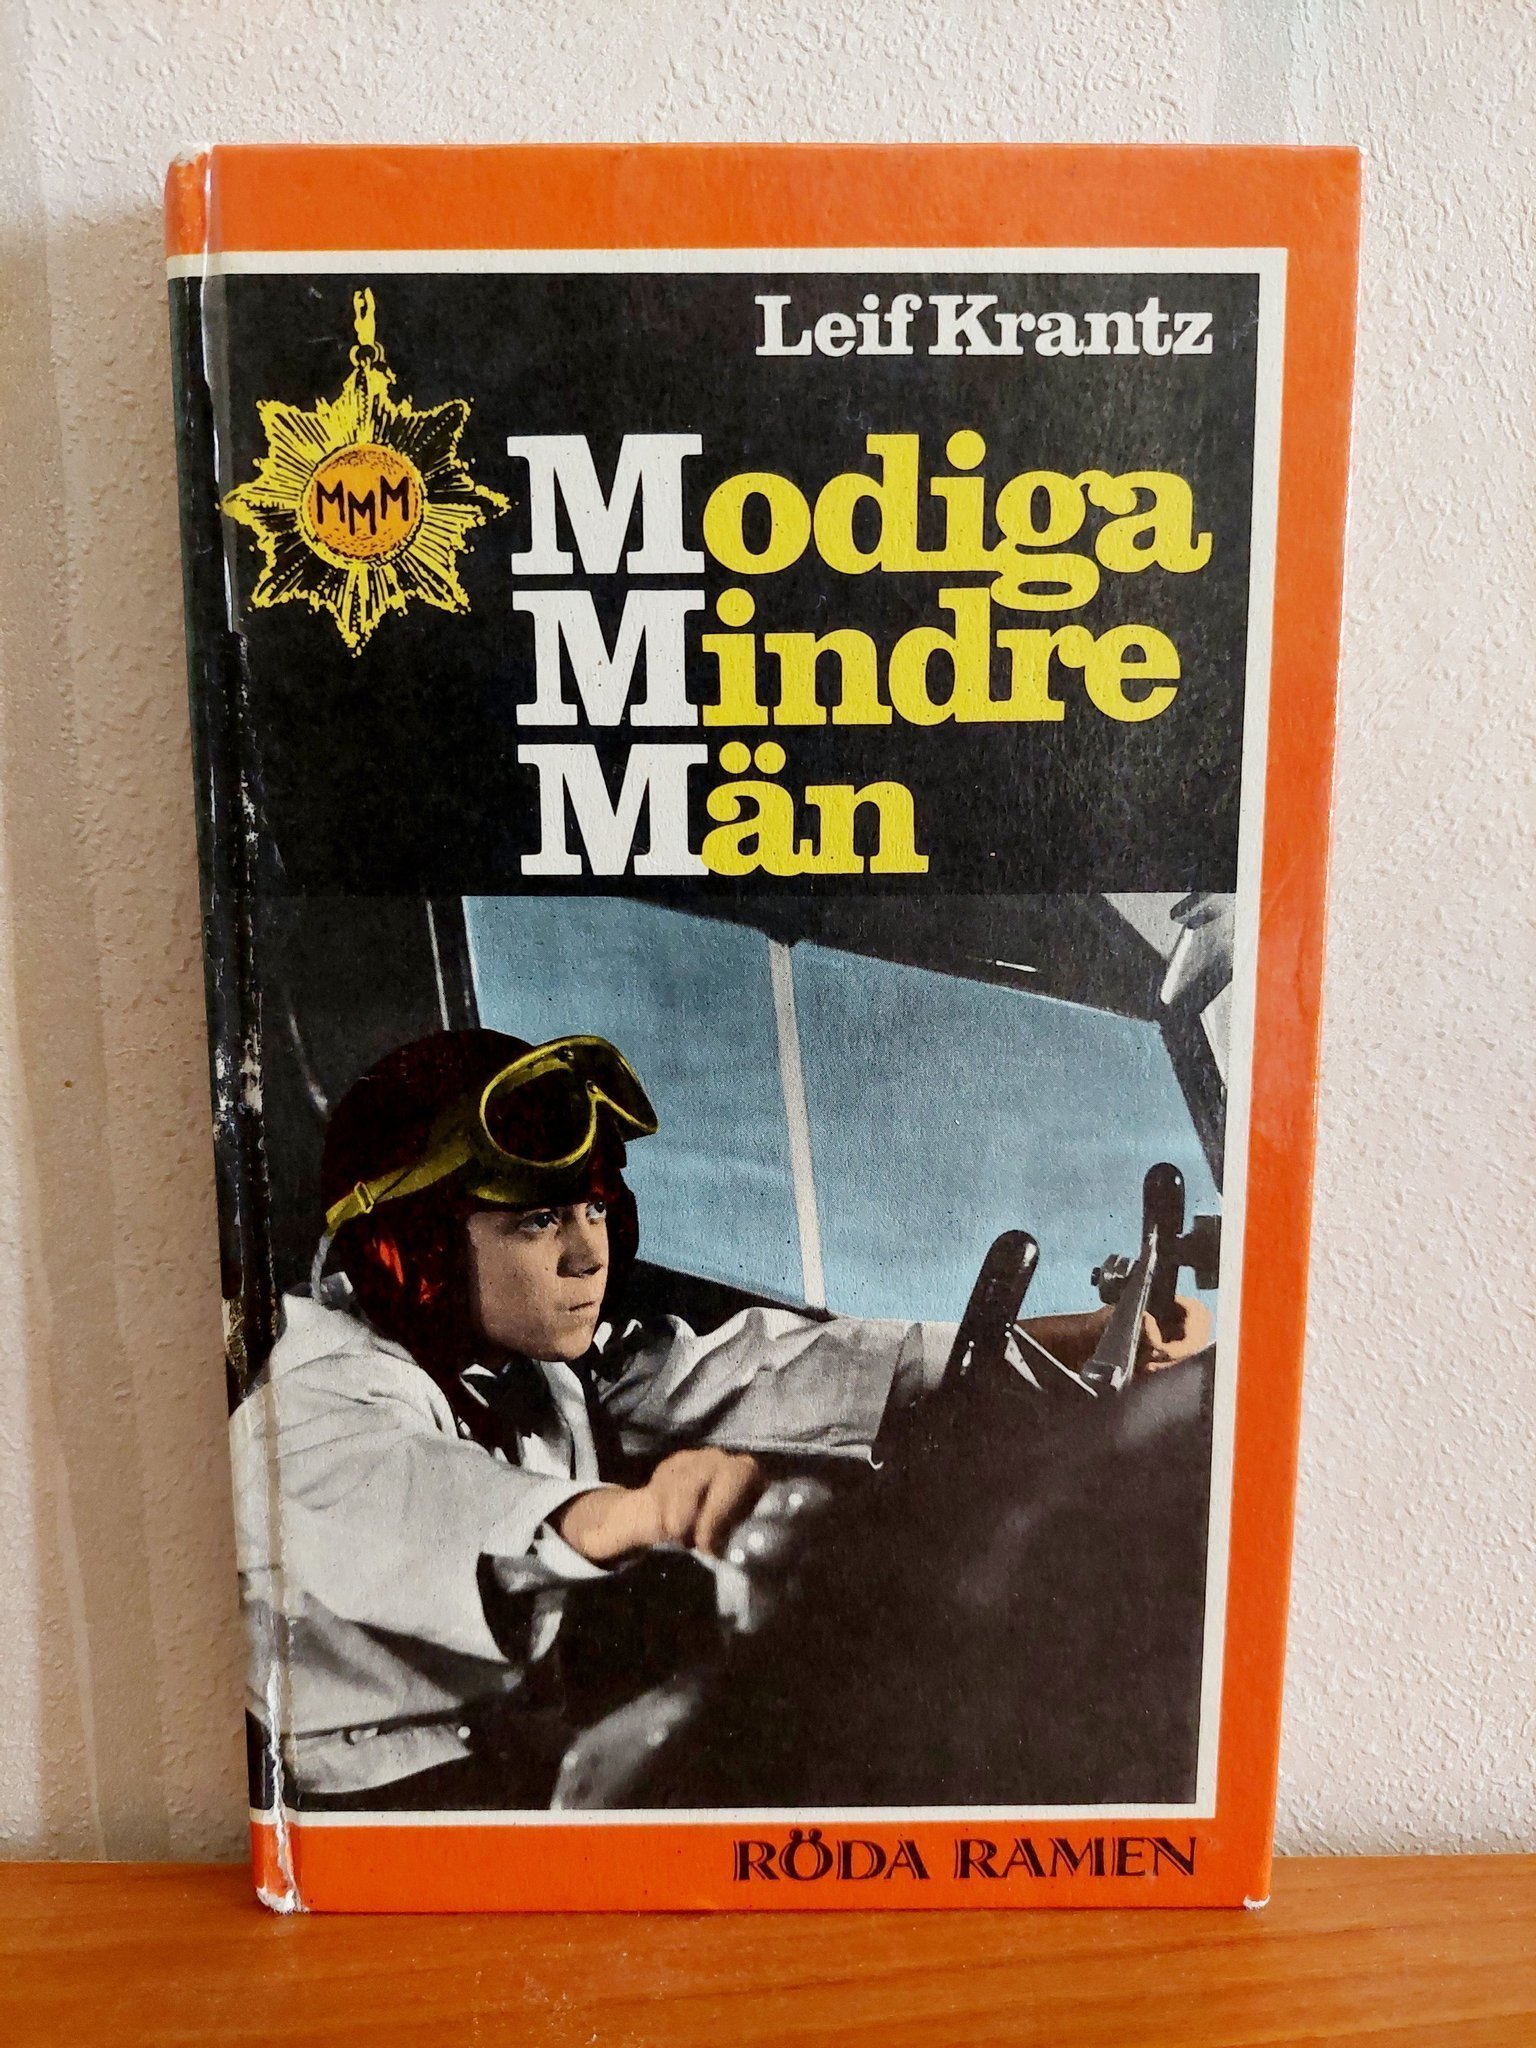 Leif Krantz
MMM
Modiga
Mindre
Män
RÖDA RAMEN